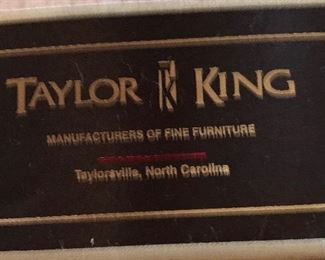 TAYLOR KING
MANUFACTURERS OF FINE FURNITURE
Taylorsville, North Carolina